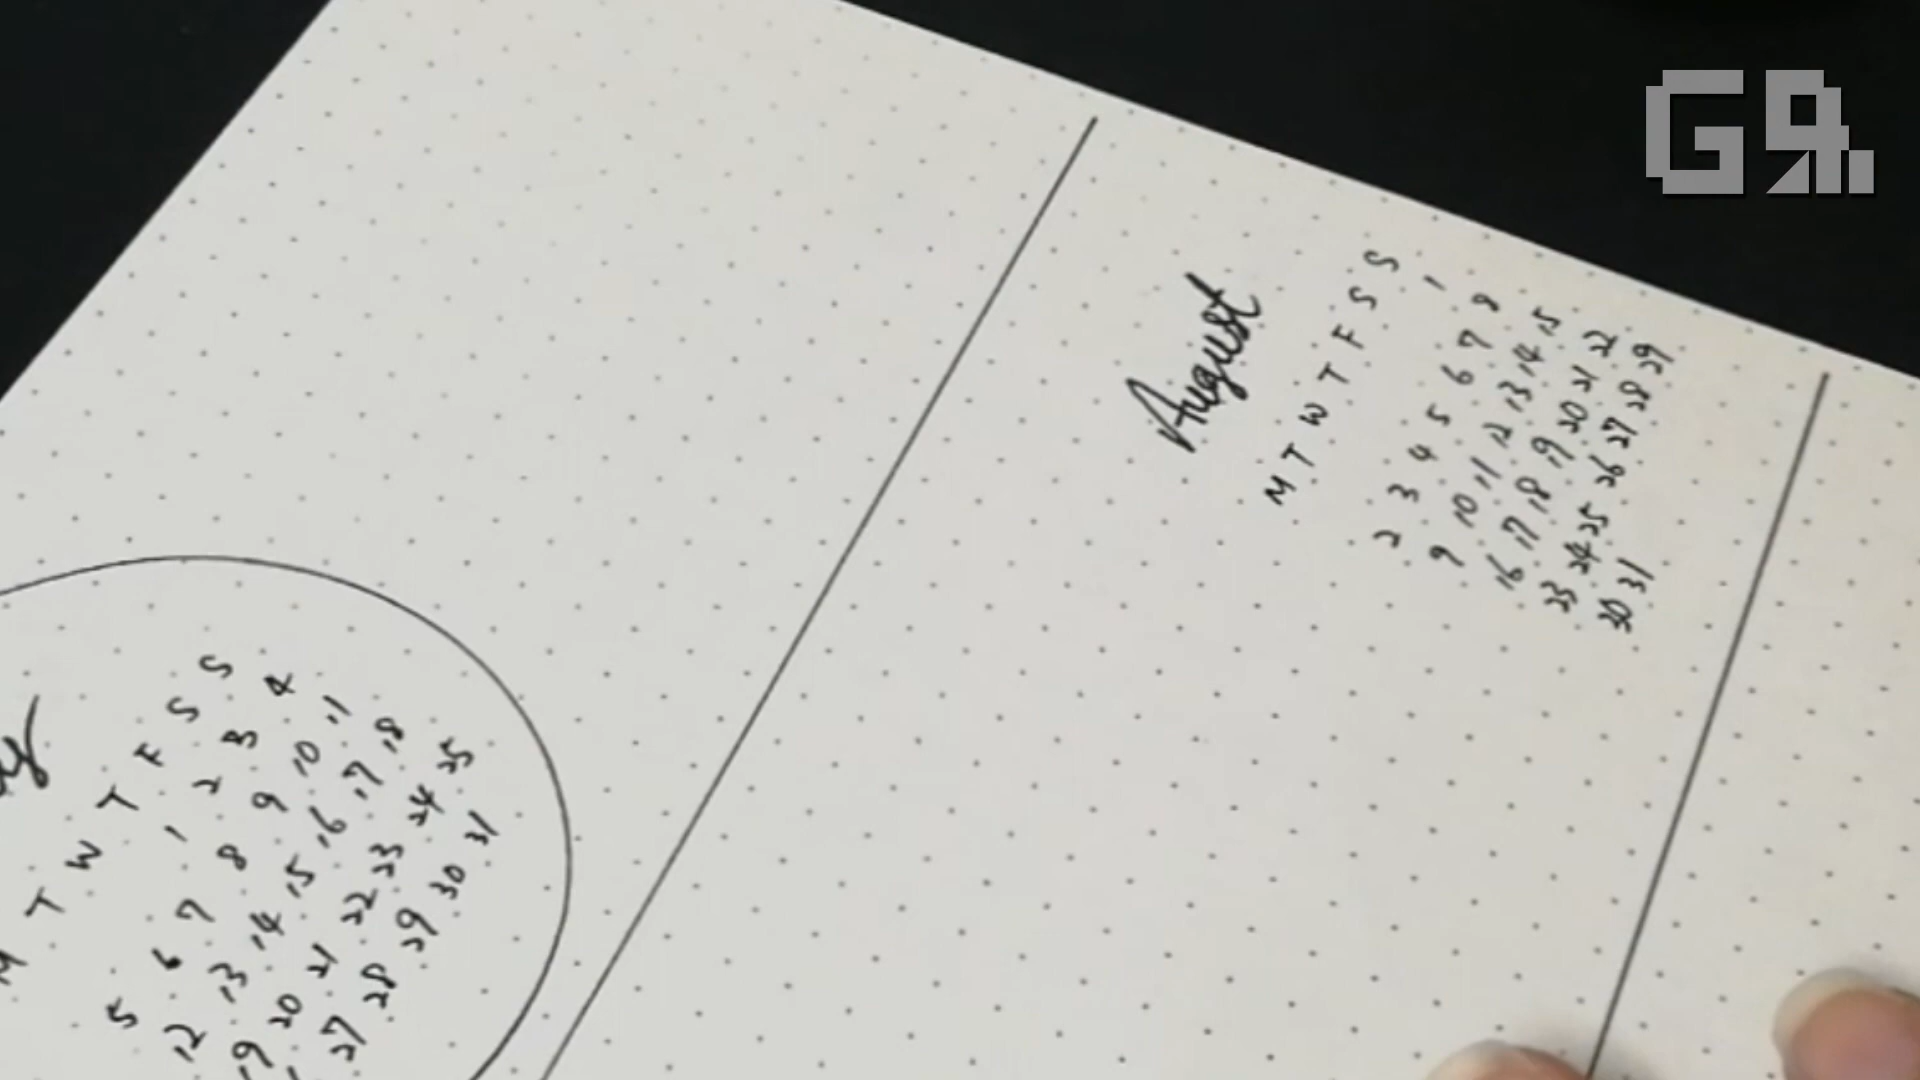 GR.
M T W T F S S
1 2 3 4
5 6 7 8 9 10 11
12 13 14 15 16 17 18
19 20 21 22 23 24 25
27 28 29 30 31
August
M T W T F S S
1
2 3 4 5 6 7 8
9 10 11 12 13 14 15
16 17 18 19 20 21 22
23 24 25 26 27 28 29
30 31